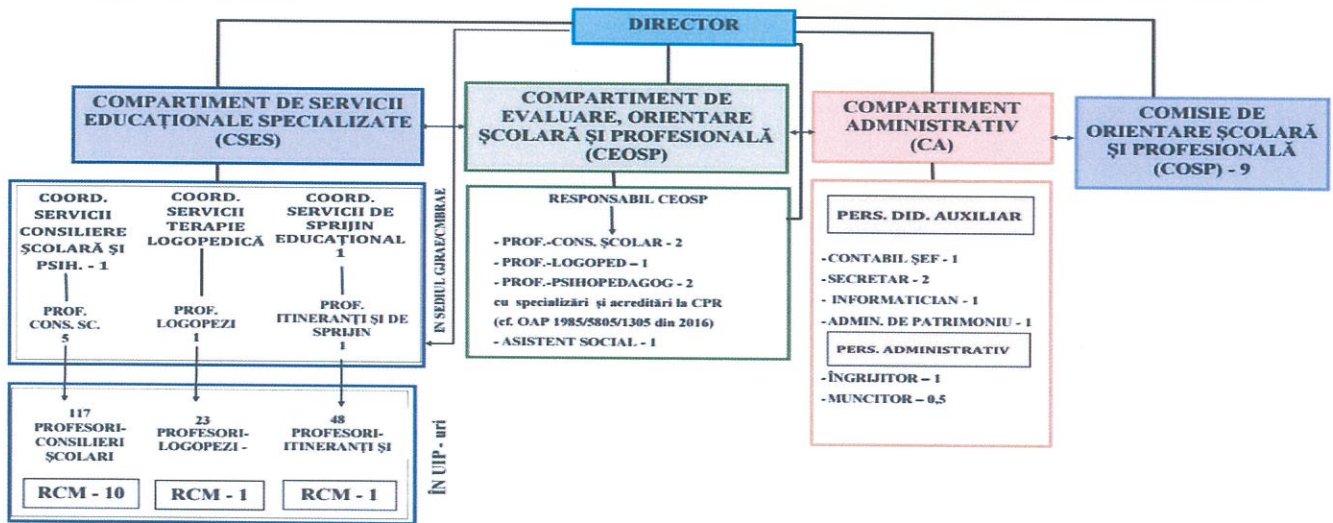 DIRECTOR
COMPARTIMENT DE SERVICII
EDUCAȚIONALE SPECIALIZATE
(CSES)
COMPARTIMENT DE
EVALUARE, ORIENTARE
ȘCOLARĂ ȘI PROFESIONALĂ
(CEOSP)
COMPARTIMENT
ADMINISTRATIV
(CA)
COMISIE DE
ORIENTARE ȘCOLARĂ
ȘI PROFESIONALĂ
(COSP) - 9
COORD.
SERVICII
CONSILIERE
ȘCOLARĂ ȘI
PSIH. - 1
PROF.
CONS. SC.
5
COORD.
SERVICII
TERAPIE
LOGOPEDICĂ
PROF.
LOGOPEZI
1
COORD.
SERVICII DE
SPRIJIN
EDUCAȚIONAL
1
PROF.
ITINERANȚI ȘI DE
SPRIJIN
1
IN SEDIUL CJRAE/CMBRAE
RESPONSABIL CEOSP
- PROF.-CONS. ȘCOLAR - 2
- PROF.-LOGOPED – 1
- PROF.-PSIHOPEDAGOG - 2
cu specializări și acreditări la CPR
(cf. OAP 1985/5805/1305 din 2016)
- ASISTENT SOCIAL - 1
PERS. DID. AUXILIAR
-CONTABIL ȘEF - 1
-SECRETAR - 2
- INFORMATICIAN - 1
-ADMIN. DE PATRIMONIU - 1
PERS. ADMINISTRATIV
-ÎNGRIJITOR – 1
-MUNCITOR – 0,5
117
PROFESORI-
CONSILIERI
ȘCOLARI
RCM - 10
23
PROFESORI-
LOGOPEZI -
RCM - 1
48
PROFESORI-
ITINERANȚI ȘI
RCM - 1
ÎN UIP - uri